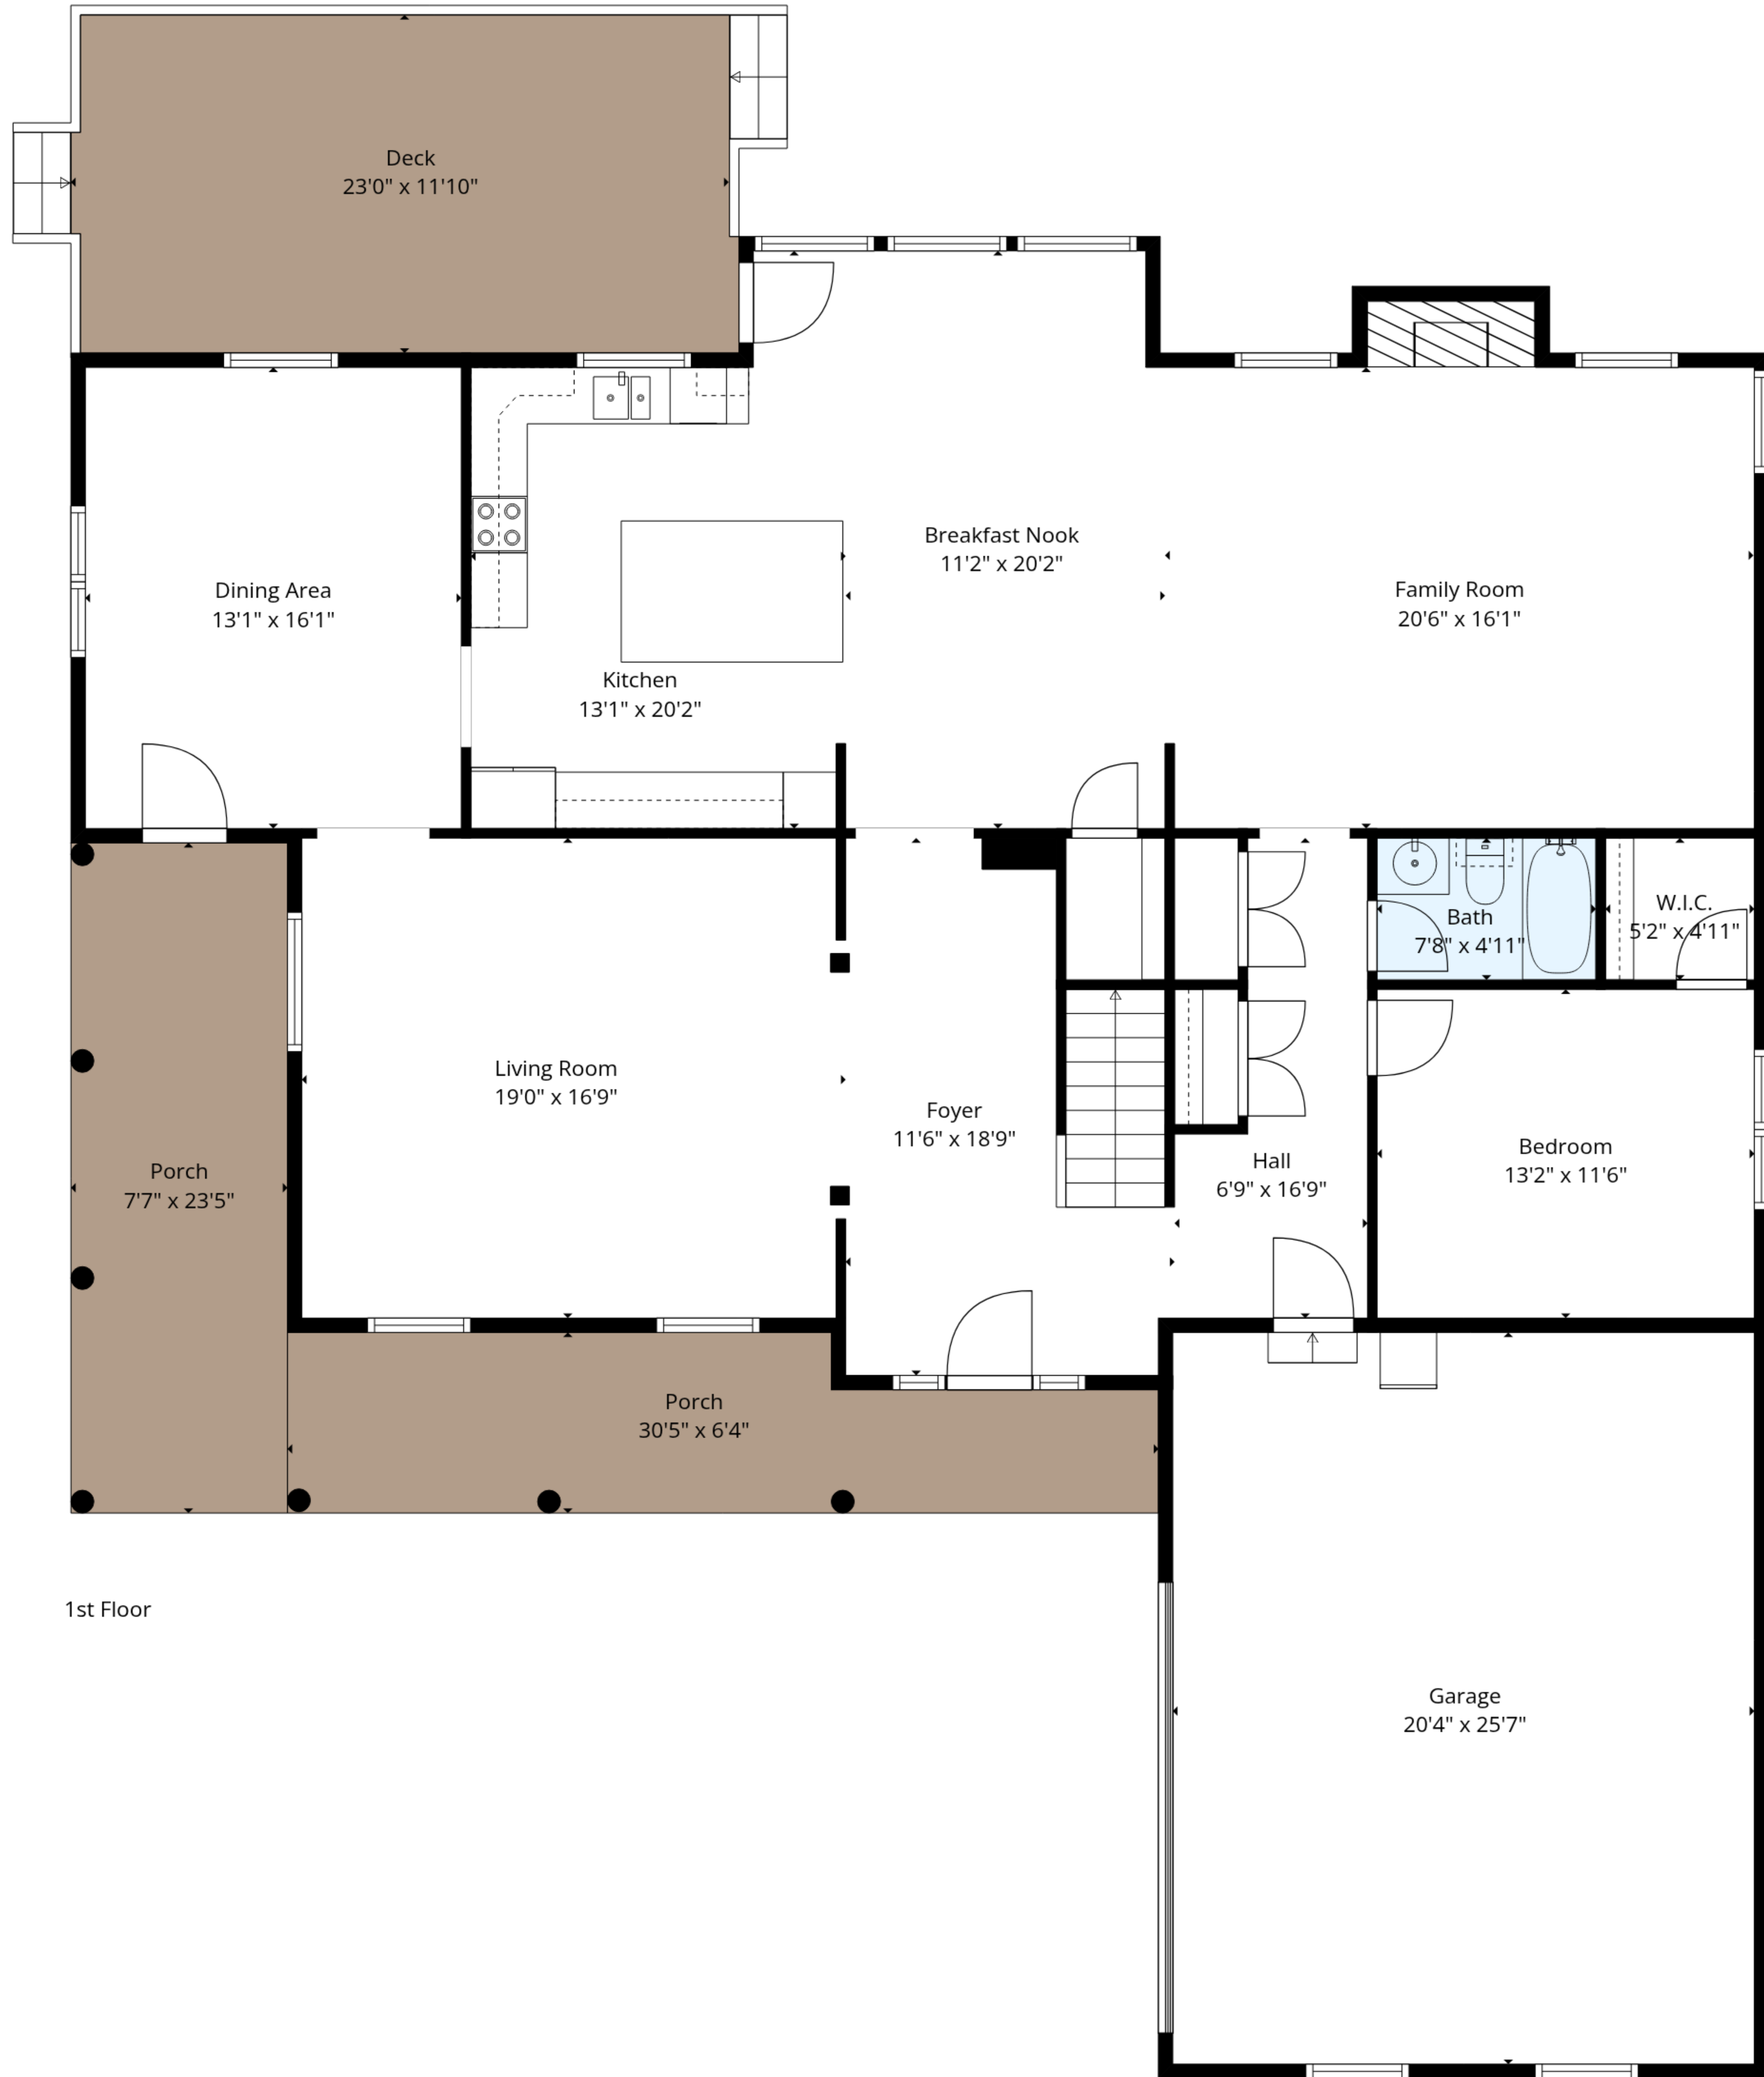 Deck
23'0" x 11'10"
Breakfast Nook
11'2" x 20'2"
Dining Area
13'1" x 16'1"
Family Room
20'6" x 16'1"
Kitchen
13'1" x 20'2"
W.I.C.
5'2" x 4'11"
Bath
7'8" x 4'11"
Living Room
19'0" x 16'9"
Foyer
11'6" x 18'9"
Bedroom
13'2" x 11'6"
Hall
6'9" x 16'9"
Porch
7'7" x 23'5"
Porch
30'5" x 6'4"
1st Floor
Garage
20'4" x 25'7"